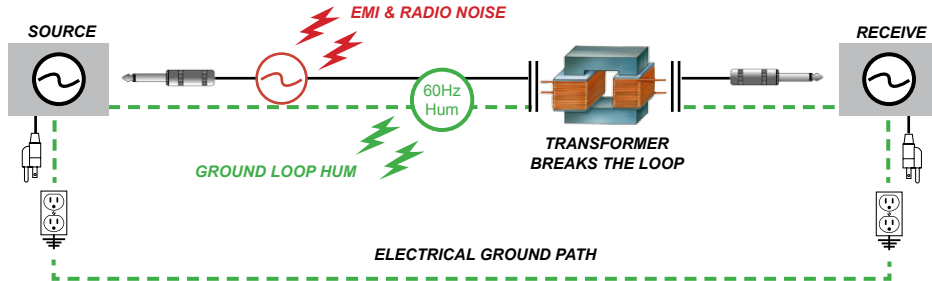 EMI & RADIO NOISE
SOURCE
RECEIVE
60Hz
Hum
TRANSFORMER
BREAKS THE LOOP
GROUND LOOP HUM
ELECTRICAL GROUND PATH